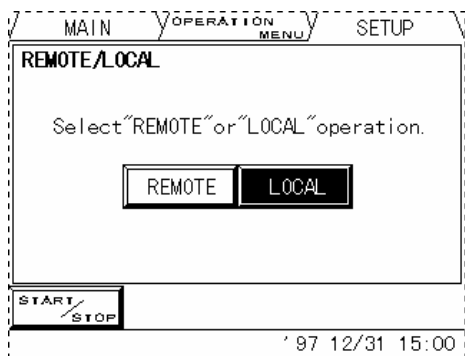 MAIN OPERATION MENU SETUP
REMOTE/LOCAL
Select"REMOTE"or"LOCAL"operation.
REMOTE LOCAL
START/STOP
'97 12/31 15:00